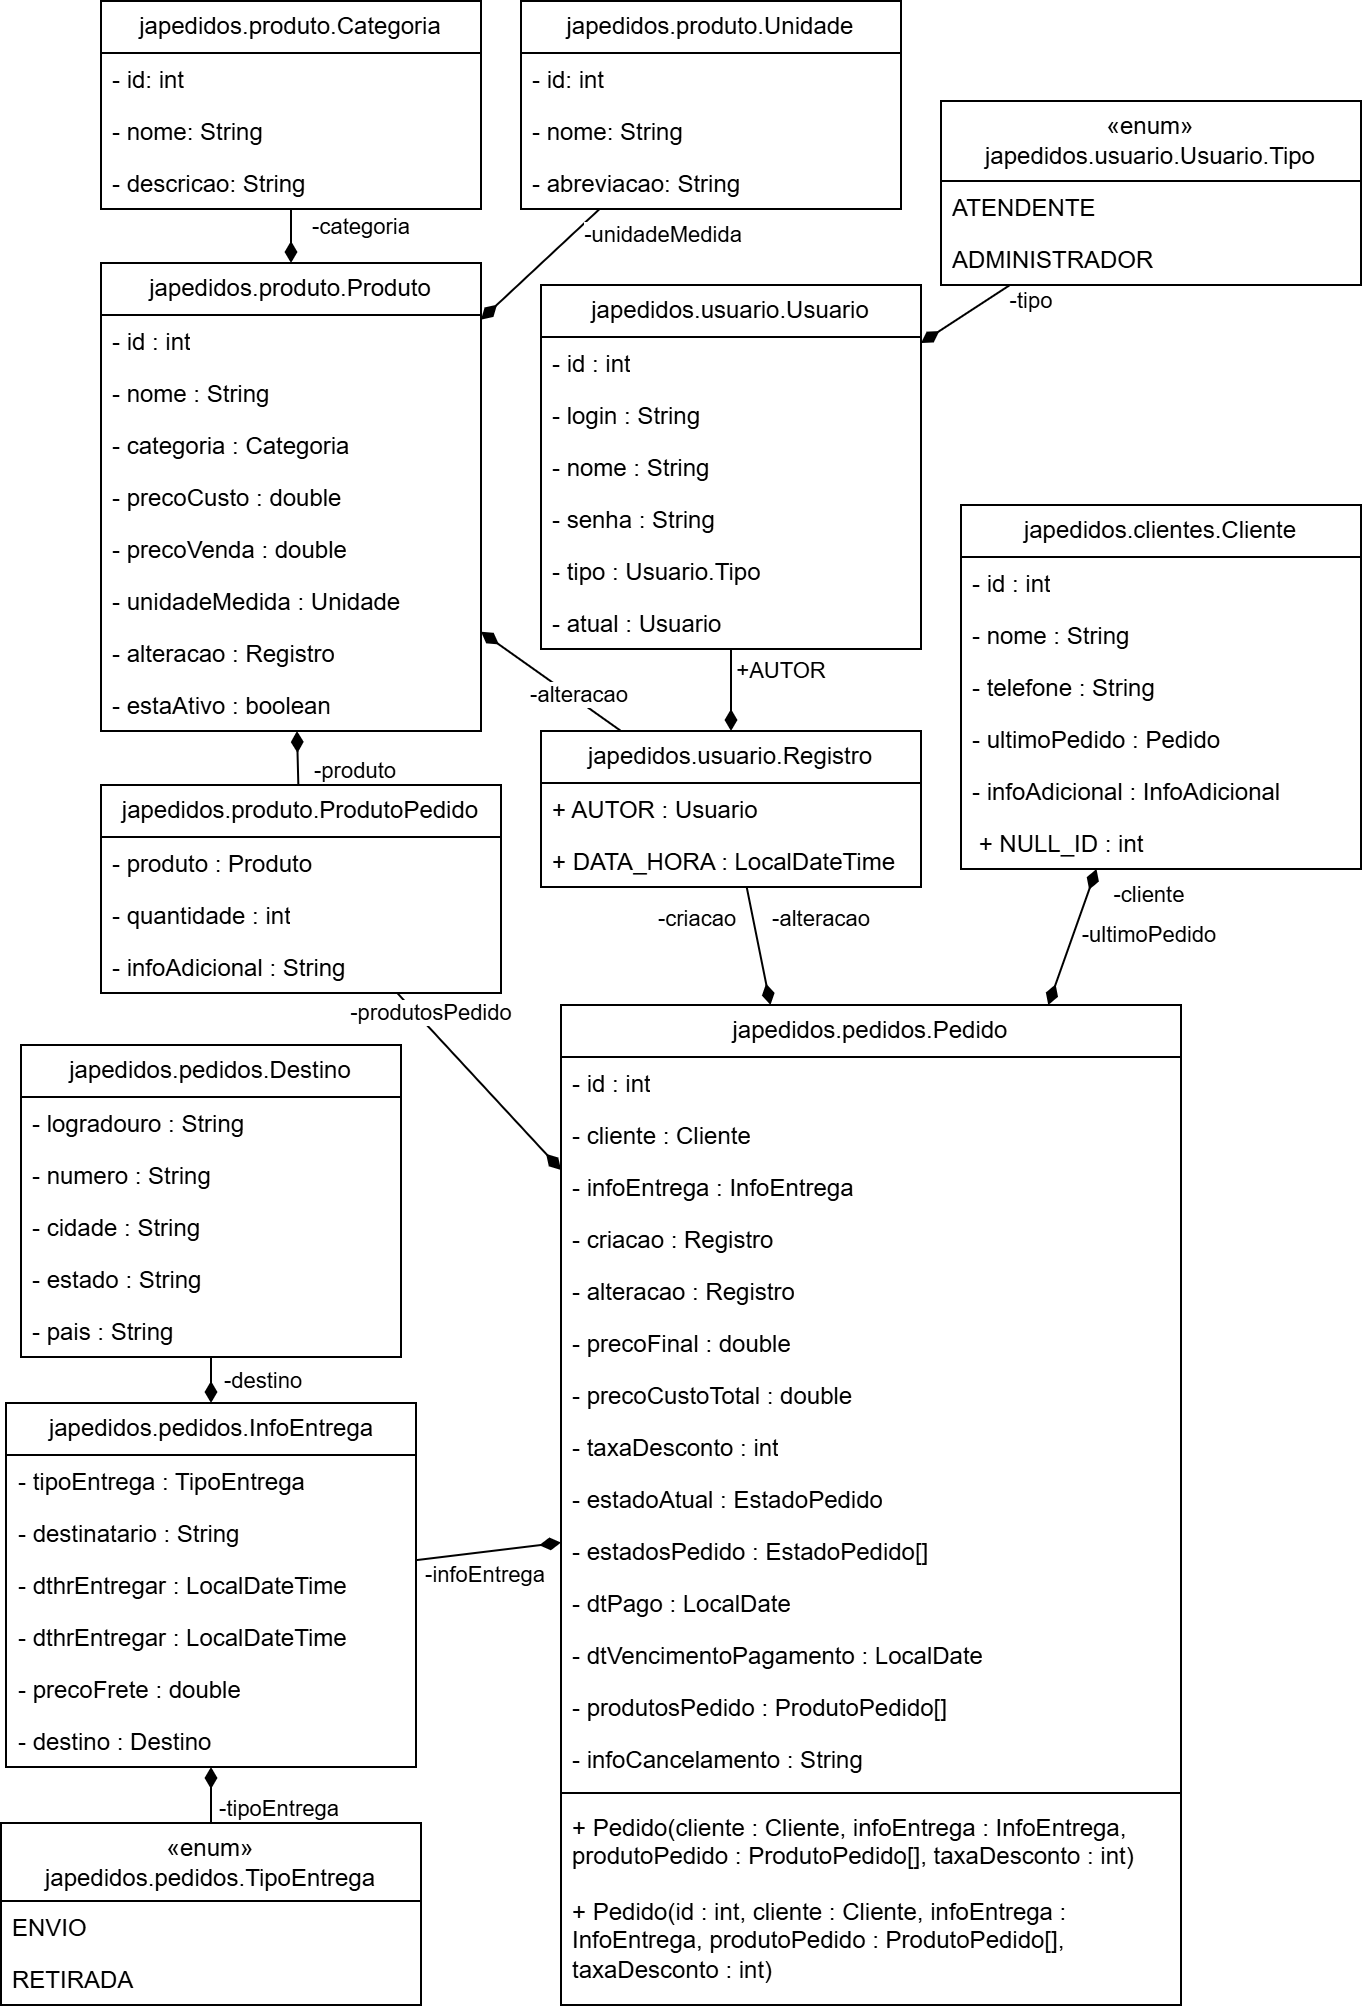 japedidos.produto.Categoria
- id: int
- nome: String
- descricao: String
-categoria
japedidos.produto.Unidade
- id: int
- nome: String
- abreviacao: String
-unidadeMedida
«enum»
japedidos.usuario.Usuario.Tipo
ATENDENTE
ADMINISTRADOR
-tipo
japedidos.produto.Produto
- id : int
- nome : String
- categoria : Categoria
- precoCusto : double
- precoVenda : double
- unidadeMedida : Unidade
- alteracao : Registro
- estaAtivo : boolean
-produto
japedidos.usuario.Usuario
- id : int
- login : String
- nome : String
- senha : String
- tipo : Usuario.Tipo
- atual : Usuario
+AUTOR
-alteracao
japedidos.clientes.Cliente
- id : int
- nome : String
- telefone : String
- ultimoPedido : Pedido
- infoAdicional : InfoAdicional
+ NULL_ID : int
-cliente
-ultimoPedido
japedidos.usuario.Registro
+ AUTOR : Usuario
+ DATA_HORA : LocalDateTime
-criacao
-alteracao
japedidos.produto.ProdutoPedido
- produto : Produto
- quantidade : int
- infoAdicional : String
-produtosPedido
japedidos.pedidos.Destino
- logradouro : String
- numero : String
- cidade : String
- estado : String
- pais : String
-destino
japedidos.pedidos.InfoEntrega
- tipoEntrega : TipoEntrega
- destinatario : String
- dthrEntregar : LocalDateTime
- dthrEntregar : LocalDateTime
- precoFrete : double
- destino : Destino
-infoEntrega
-tipoEntrega
«enum»
japedidos.pedidos.TipoEntrega
ENVIO
RETIRADA
japedidos.pedidos.Pedido
- id : int
- cliente : Cliente
- infoEntrega : InfoEntrega
- criacao : Registro
- alteracao : Registro
- precoFinal : double
- precoCustoTotal : double
- taxaDesconto : int
- estadoAtual : EstadoPedido
- estadosPedido : EstadoPedido[]
- dtPago : LocalDate
- dtVencimentoPagamento : LocalDate
- produtosPedido : ProdutoPedido[]
- infoCancelamento : String
+ Pedido(cliente : Cliente, infoEntrega : InfoEntrega,
produtoPedido : ProdutoPedido[], taxaDesconto : int)
+ Pedido(id : int, cliente : Cliente, infoEntrega :
InfoEntrega, produtoPedido : ProdutoPedido[],
taxaDesconto : int)